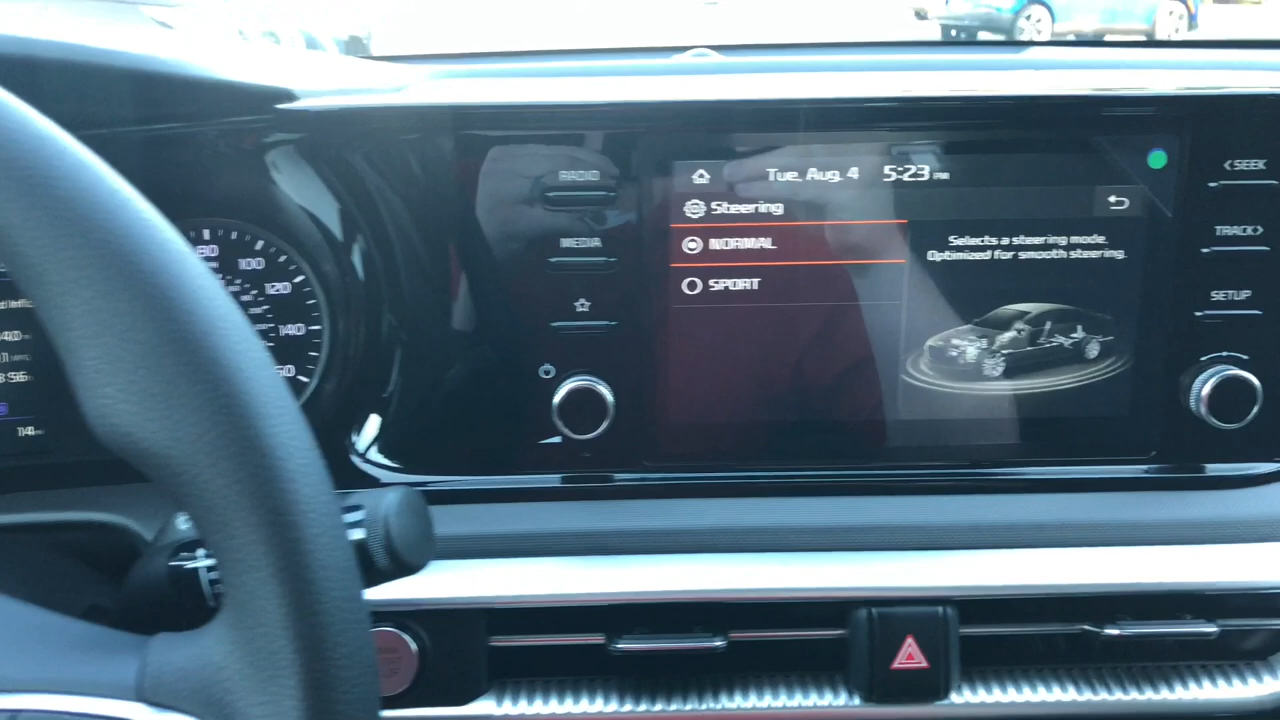 RADIO
MEDIA
Tue, Aug. 4 5:23 PM
Steering
NORMAL
SPORT
Selects a steering mode.
Optimized for smooth steering.
< SEEK
TRACK >
SETUP
80
100
120
140